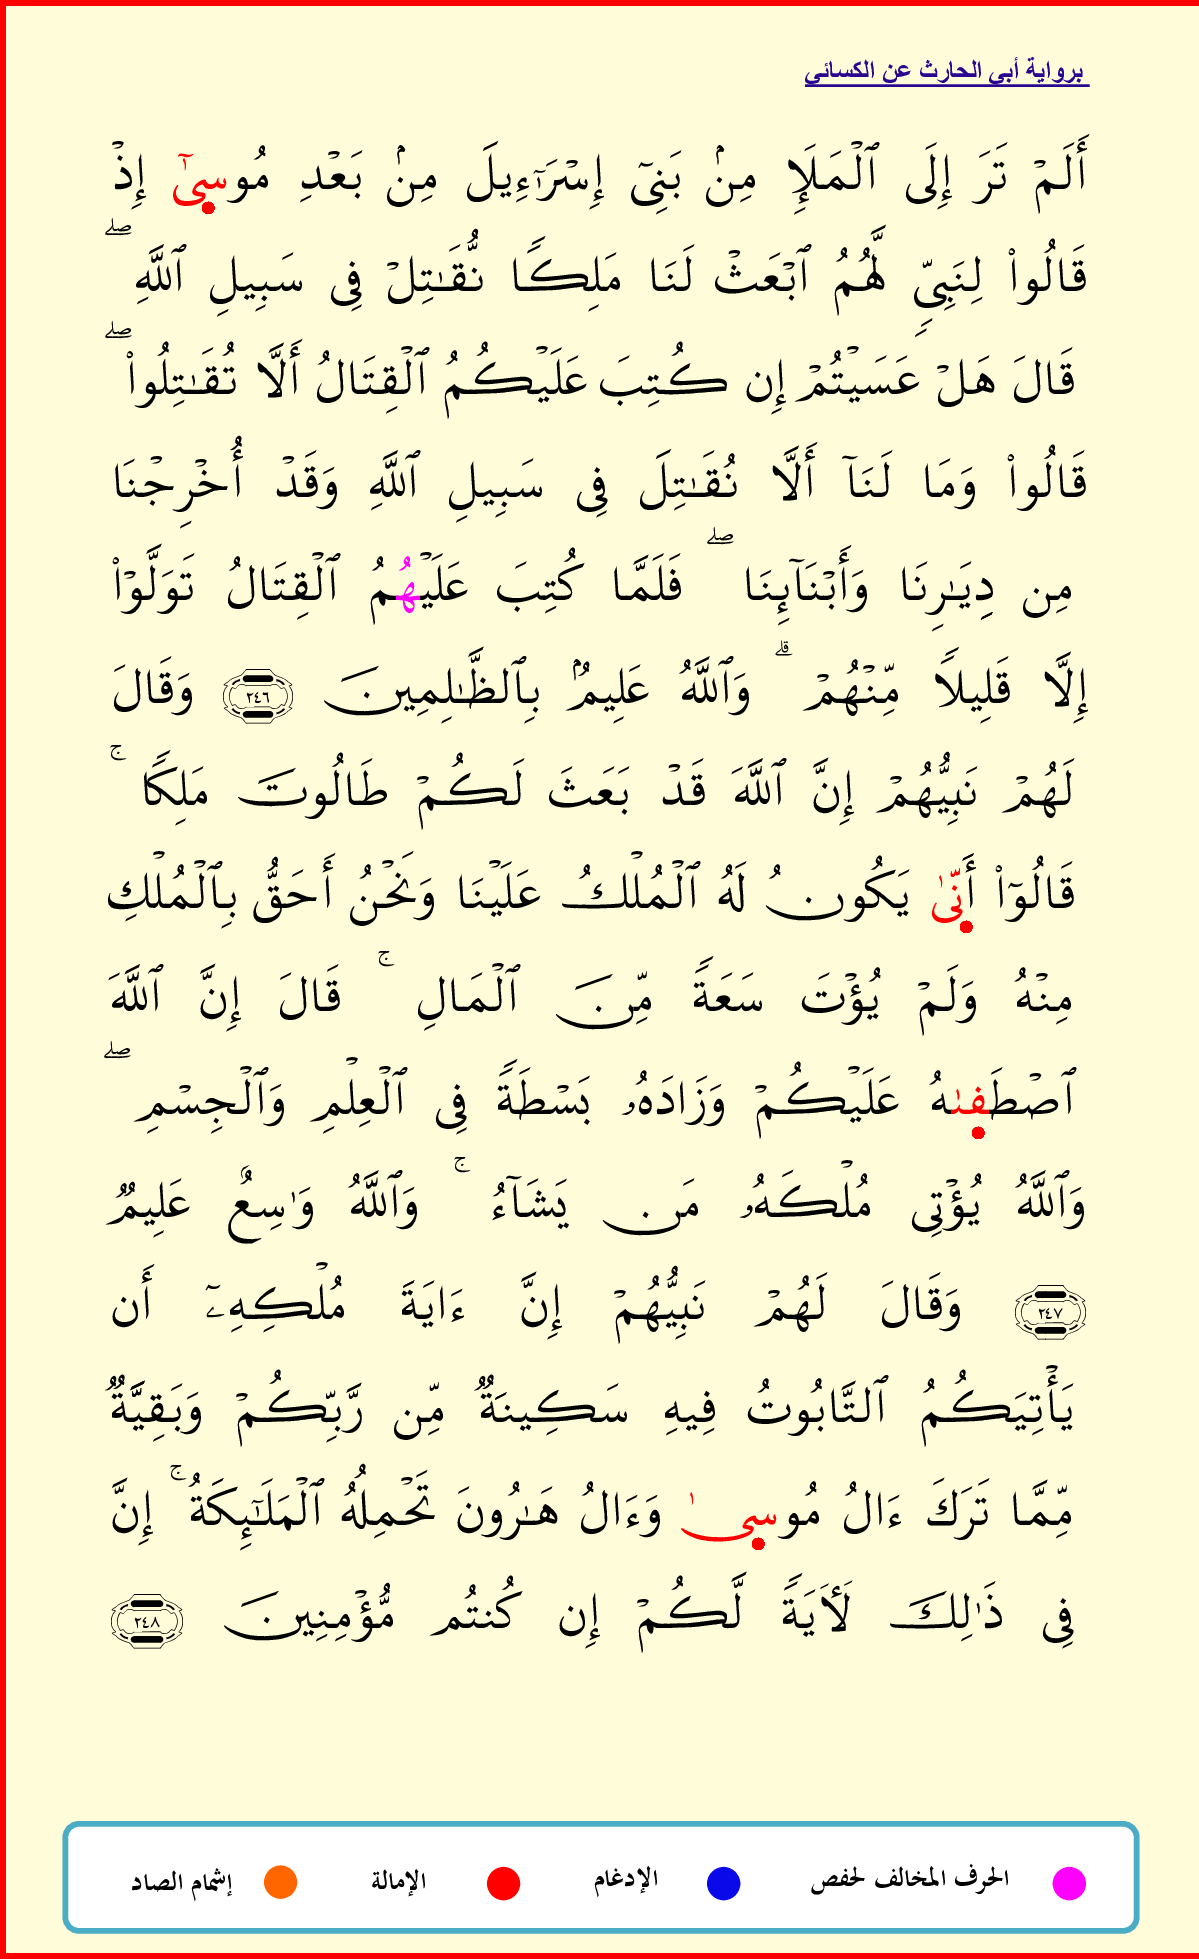 برواية أبي الحارث عن الكسائي
أَلَمْ تَرَ إِلَى ٱلْمَلَإِ مِنۢ بَنِىٓ إِسْرَٰٓءِيلَ مِنۢ بَعْدِ مُوسِىٰٓ إِذْ
قَالُوا۟ لِنَبِىٍّۢ لَّهُمُ ٱبْعَثْ لَنَا مَلِكًا نُّقَٰتِلْ فِى سَبِيلِ ٱللَّهِ ۖ
قَالَ هَلْ عَسَيْتُمْ إِن كُتِبَ عَلَيْكُمُ ٱلْقِتَالُ أَلَّا تُقَٰتِلُوا۟ ۖ
قَالُوا۟ وَمَا لَنَآ أَلَّا نُقَٰتِلَ فِى سَبِيلِ ٱللَّهِ وَقَدْ أُخْرِجْنَا
مِن دِيَٰرِنَا وَأَبْنَآئِنَا ۖ فَلَمَّا كُتِبَ عَلَيْهُمُ ٱلْقِتَالُ تَوَلَّوْا۟
إِلَّا قَلِيلًا مِّنْهُمْ ۗ وَٱللَّهُ عَلِيمٌۢ بِٱلظَّٰلِمِينَ ٢٤٦ وَقَالَ
لَهُمْ نَبِيُّهُمْ إِنَّ ٱللَّهَ قَدْ بَعَثَ لَكُمْ طَالُوتَ مَلِكًا ۚ
قَالُوٓا۟ أَنِّىٰ يَكُونُ لَهُ ٱلْمُلْكُ عَلَيْنَا وَنَحْنُ أَحَقُّ بِٱلْمُلْكِ
مِنْهُ وَلَمْ يُؤْتَ سَعَةً مِّنَ ٱلْمَالِ ۚ قَالَ إِنَّ ٱللَّهَ
ٱصْطَفِىٰهُ عَلَيْكُمْ وَزَادَهُۥ بَسْطَةً فِى ٱلْعِلْمِ وَٱلْجِسْمِ ۖ
وَٱللَّهُ يُؤْتِى مُلْكَهُۥ مَن يَشَآءُ ۚ وَٱللَّهُ وَٰسِعٌ عَلِيمٌ
٢٤٧ وَقَالَ لَهُمْ نَبِيُّهُمْ إِنَّ ءَايَةَ مُلْكِهِۦٓ أَن
يَأْتِيَكُمُ ٱلتَّابُوتُ فِيهِ سَكِينَةٌ مِّن رَّبِّكُمْ وَبَقِيَّةٌ
مِّمَّا تَرَكَ ءَالُ مُوسِىٰ وَءَالُ هَٰرُونَ تَحْمِلُهُ ٱلْمَلَٰٓئِكَةُ ۚ إِنَّ
فِى ذَٰلِكَ لَءَايَةً لَّكُمْ إِن كُنتُم مُّؤْمِنِينَ ٢٤٨
الحرف المخالف لحفص الإدغام الإمالة إشمام الصاد